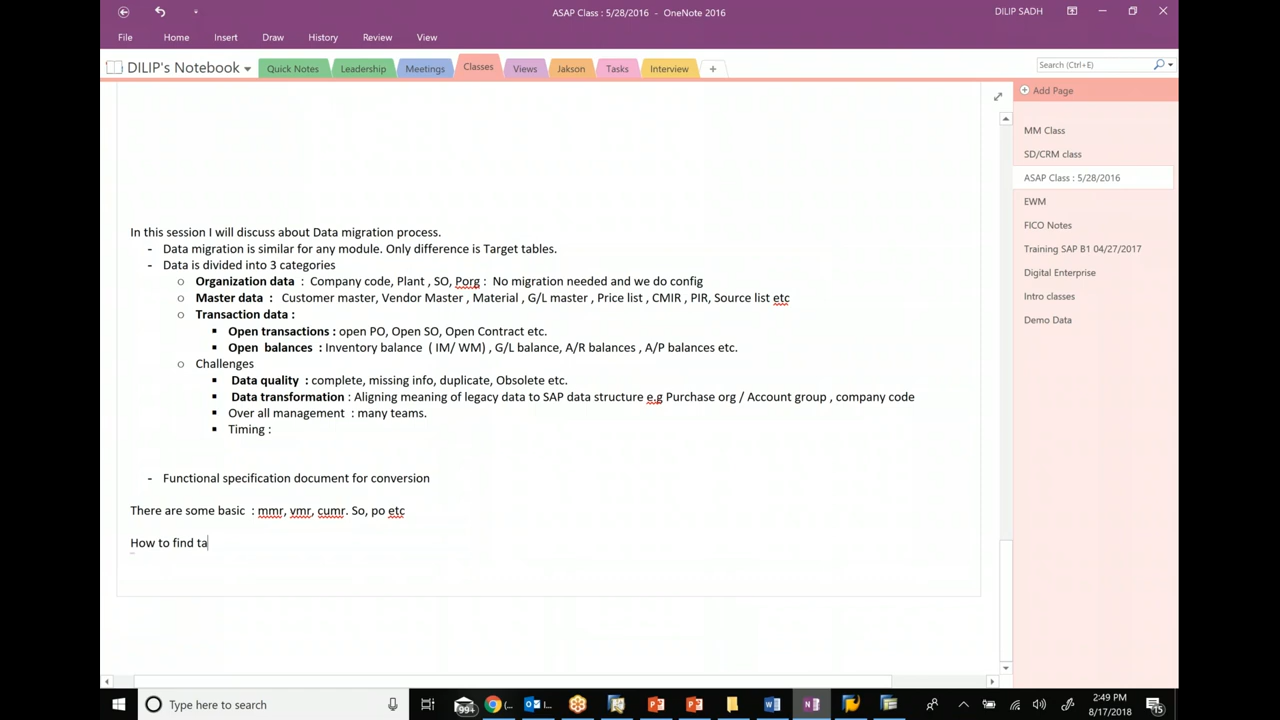 ASAP Class : 5/28/2016 - OneNote 2016
DILIP SADH
File Home Insert Draw History Review View
DILIP's Notebook Quick Notes Leadership Meetings Classes Views Jakson Tasks Interview +
Search (Ctrl+E)
Add Page
MM Class
SD/CRM class
ASAP Class : 5/28/2016
EWM
FICO Notes
Training SAP B1 04/27/2017
Digital Enterprise
Intro classes
Demo Data
In this session I will discuss about Data migration process.
- Data migration is similar for any module. Only difference is Target tables.
- Data is divided into 3 categories
o Organization data : Company code, Plant , SO, Porg : No migration needed and we do config
o Master data : Customer master, Vendor Master , Material , G/L master , Price list , CMIR , PIR, Source list etc
o Transaction data :
▪ Open transactions : open PO, Open SO, Open Contract etc.
▪ Open balances : Inventory balance ( IM/ WM) , G/L balance, A/R balances , A/P balances etc.
o Challenges
▪ Data quality : complete, missing info, duplicate, Obsolete etc.
▪ Data transformation : Aligning meaning of legacy data to SAP data structure e.g Purchase org / Account group , company code
▪ Over all management : many teams.
▪ Timing :
- Functional specification document for conversion
There are some basic : mmr, vmr, cumr. So, po etc
How to find ta
Type here to search
99+
2:49 PM
8/17/2018
15